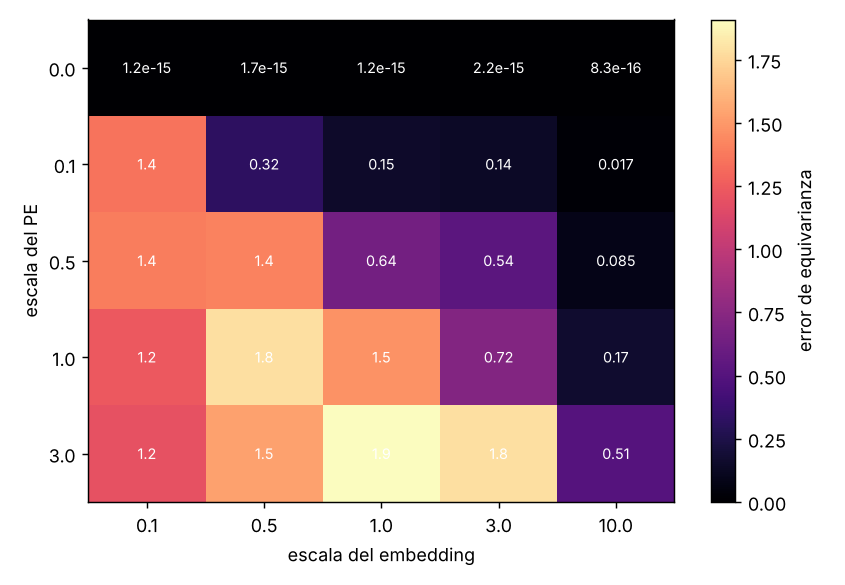 0.0 1.2e-15 1.7e-15 1.2e-15 2.2e-15 8.3e-16
0.1 1.4 0.32 0.15 0.14 0.017
0.5 1.4 1.4 0.64 0.54 0.085
1.0 1.2 1.8 1.5 0.72 0.17
3.0 1.2 1.5 1.9 1.8 0.51
0.1 0.5 1.0 3.0 10.0
escala del embedding
escala del PE
1.75
1.50
1.25
1.00
0.75
0.50
0.25
0.00
error de equivarianza